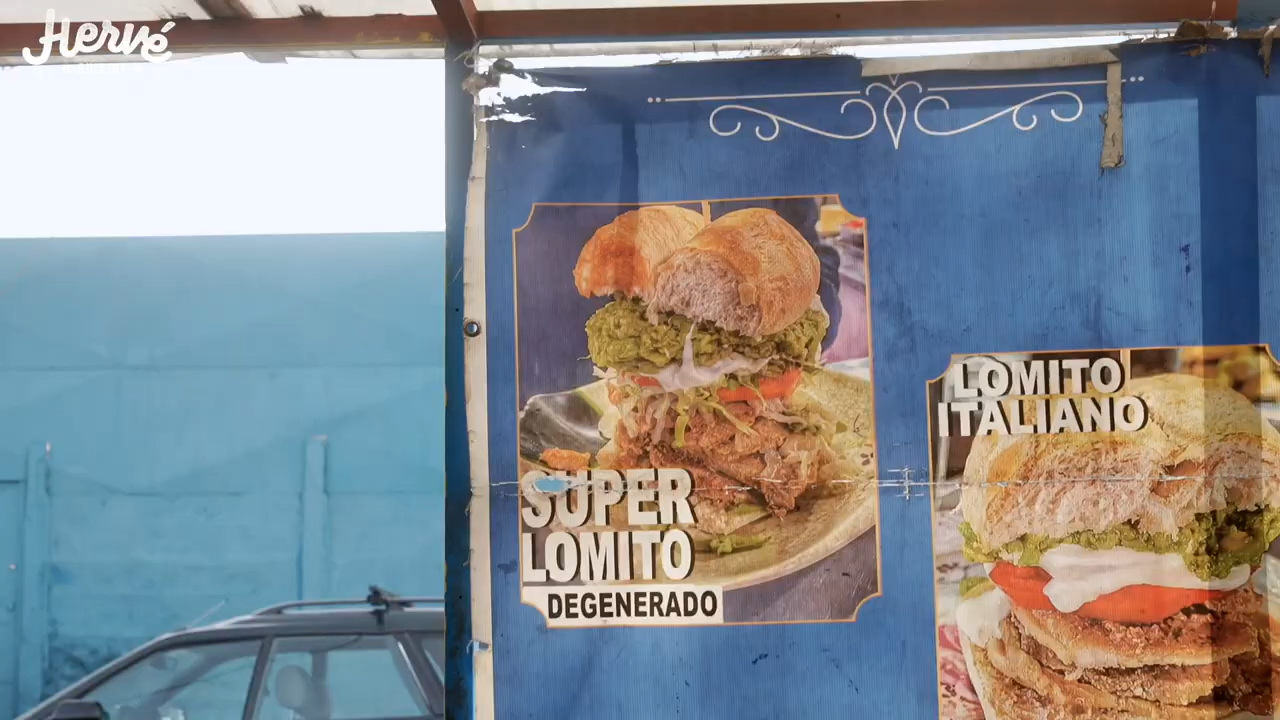 Hervé
SUPER
LOMITO
DEGENERADO
LOMITO
ITALIANO